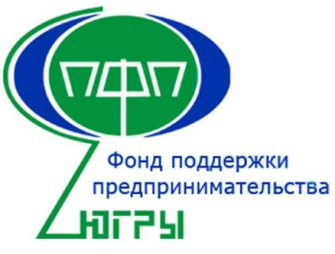 ПФП
Фонд поддержки
предпринимательства
ЮГРЫ